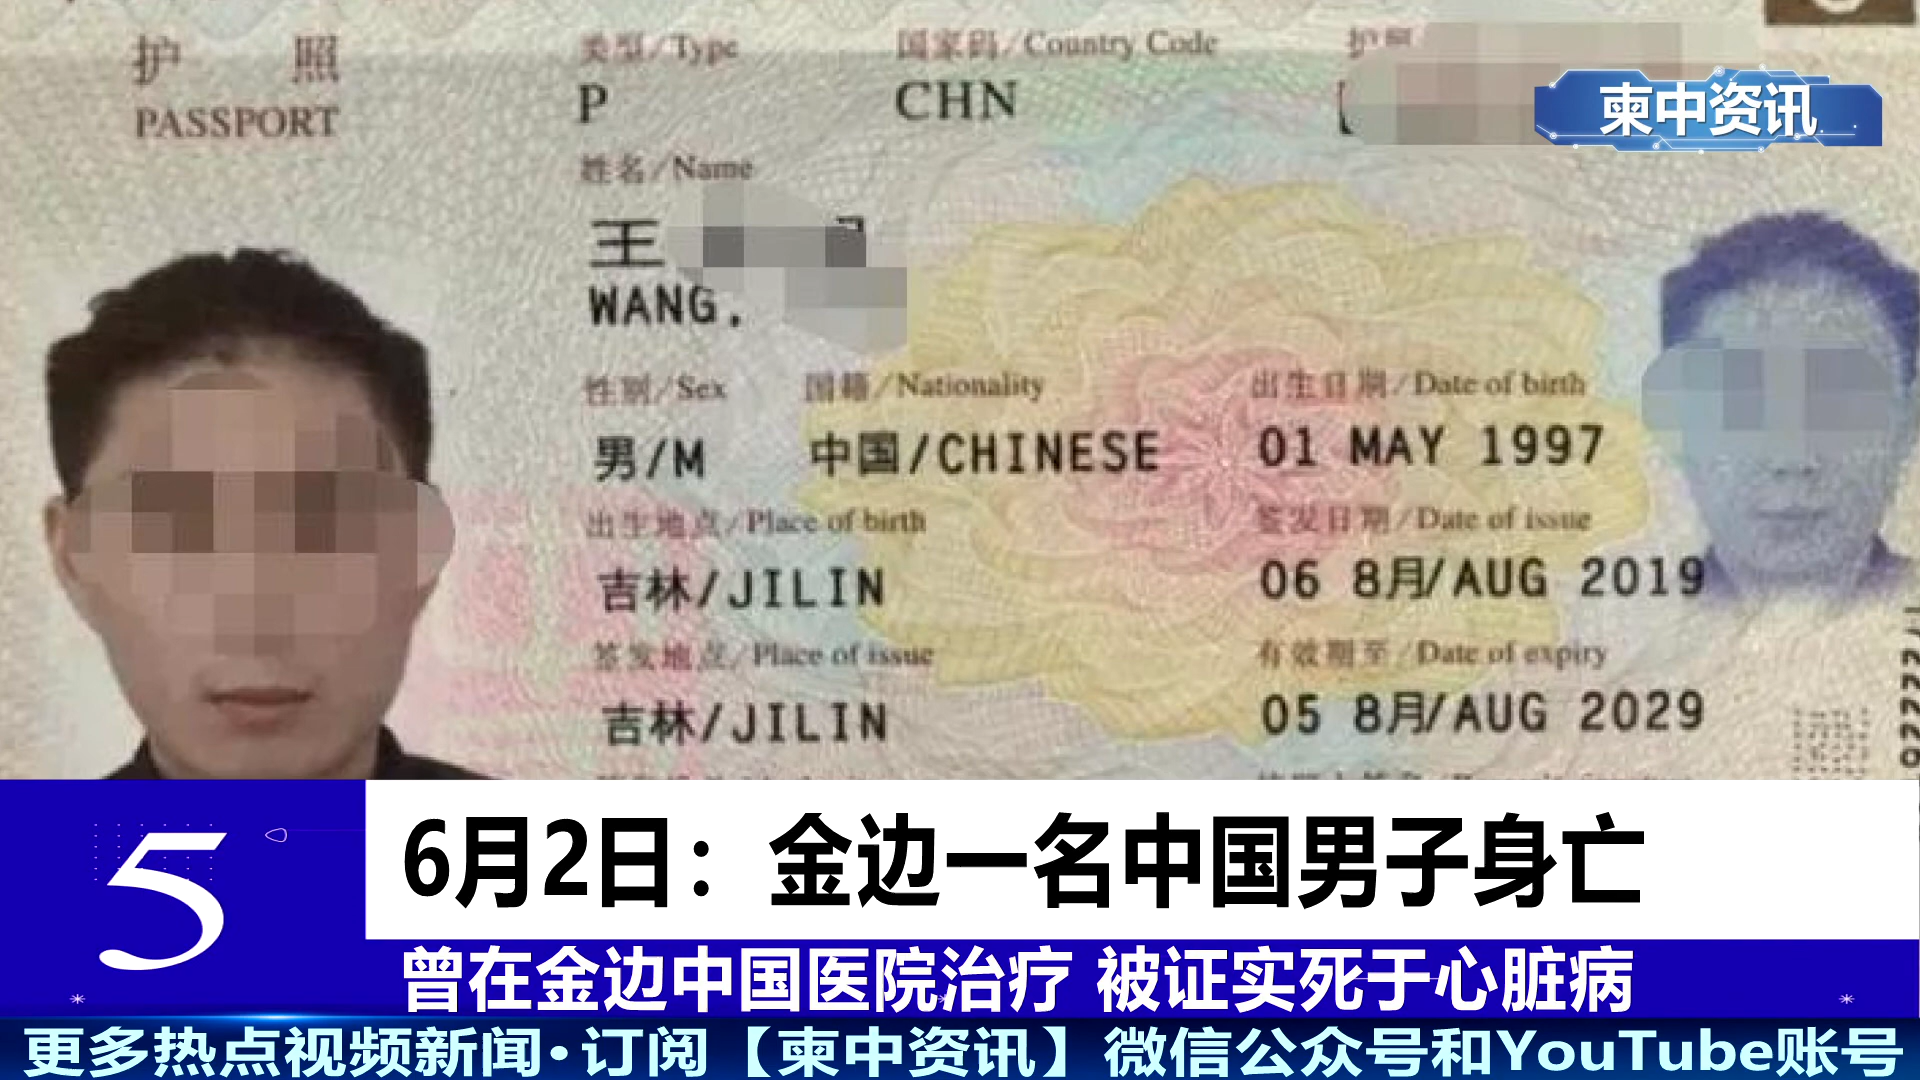 护 照
PASSPORT
类型/Type
国家码/Country Code
护照
P
CHN
柬中资讯
姓名/Name
王
WANG,
性别/Sex
国籍/Nationality
出生日期/Date of birth
男/M
中国/CHINESE
01 MAY 1997
出生地点/Place of birth
签发日期/Date of issue
吉林/JILIN
06 8月/AUG 2019
签发地点/Place of issue
有效期至/Date of expiry
吉林/JILIN
05 8月/AUG 2029
5
6月2日：金边一名中国男子身亡
曾在金边中国医院治疗 被证实死于心脏病
更多热点视频新闻·订阅【柬中资讯】微信公众号和YouTube账号